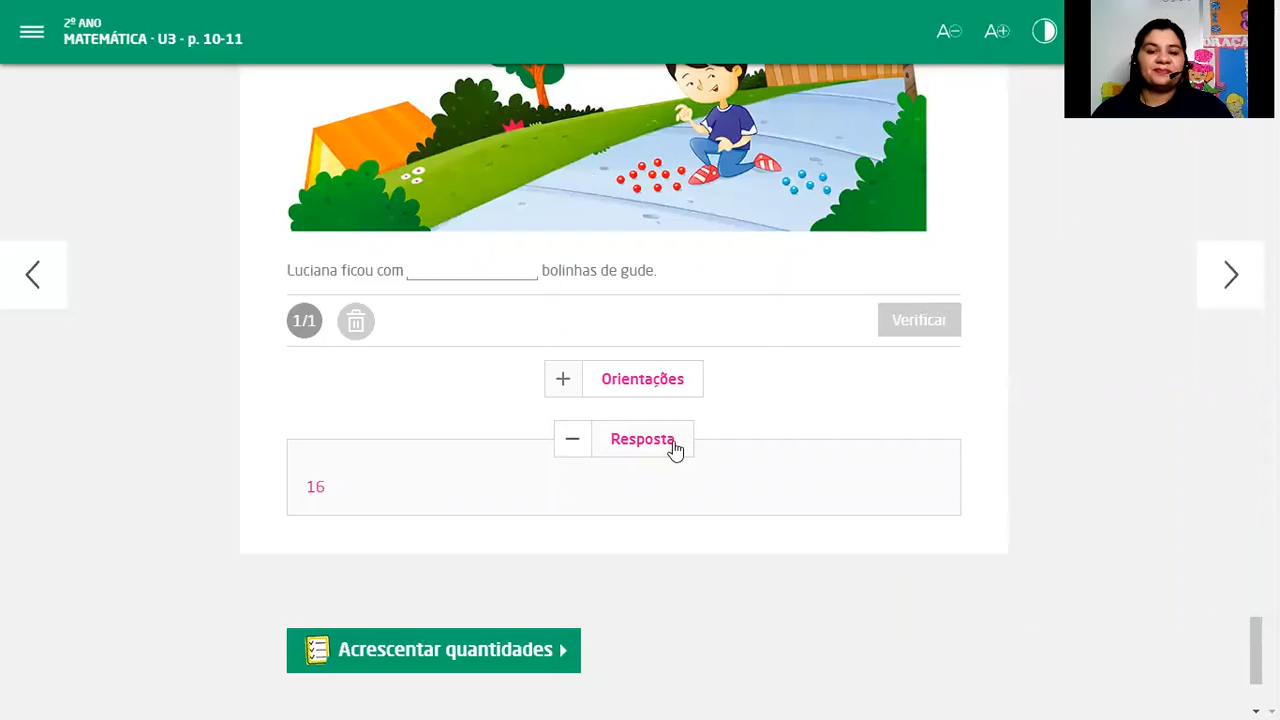 2º ANO
MATEMÁTICA · U3 - p. 10-11
A A
Luciana ficou com ______________ bolinhas de gude.
1/1
Verificar
+ Orientações
− Resposta
16
Acrescentar quantidades